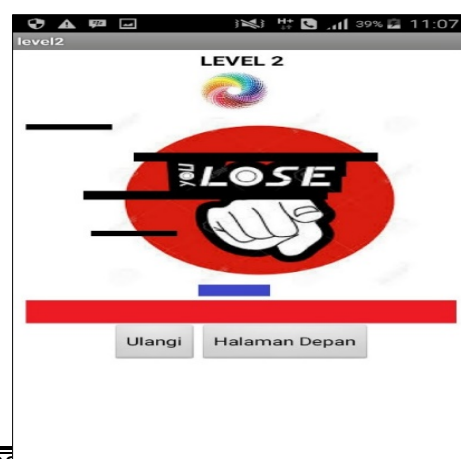 H+ 39% 11:07
level2
LEVEL 2
YOU LOSE
Ulangi Halaman Depan